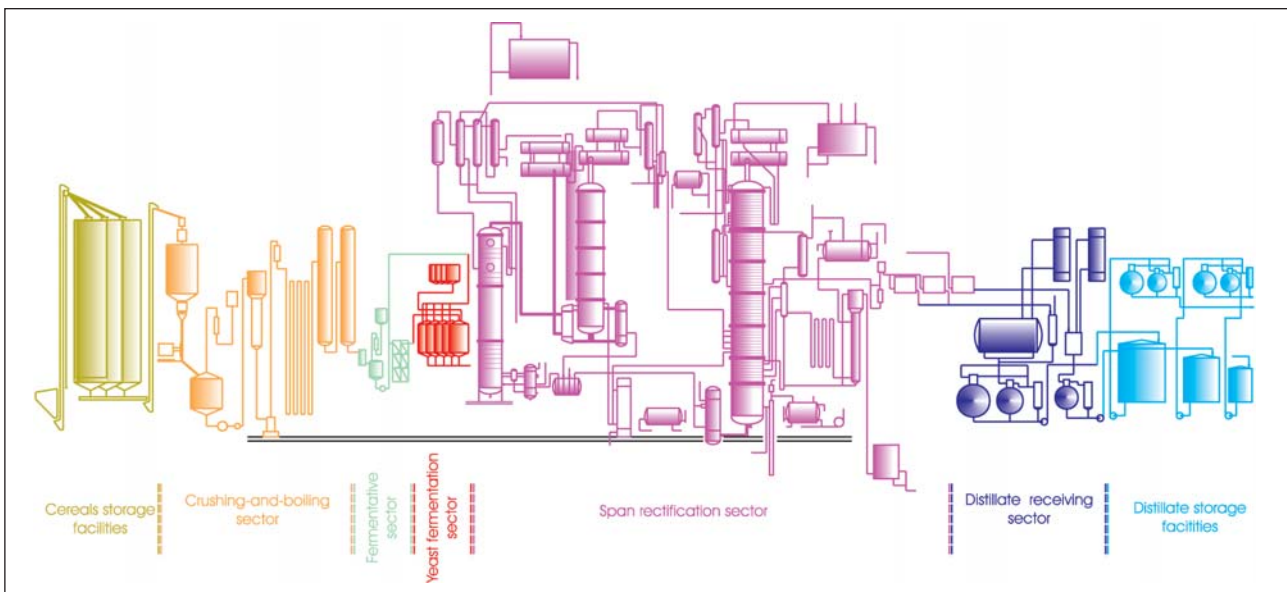 Cereals storage
facilities
Crushing-and-boiling
sector
Fermentative
sector
Yeast fermentation
sector
Span rectification sector
Distillate receiving
sector
Distillate storage
facitities